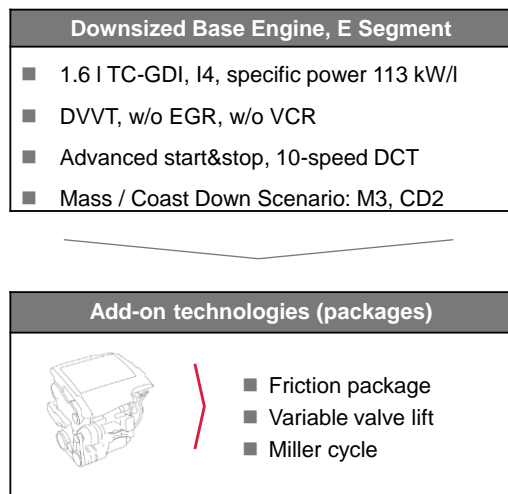 Downsized Base Engine, E Segment
■ 1.6 l TC-GDI, I4, specific power 113 kW/l
■ DVVT, w/o EGR, w/o VCR
■ Advanced start&stop, 10-speed DCT
■ Mass / Coast Down Scenario: M3, CD2
Add-on technologies (packages)
■ Friction package
■ Variable valve lift
■ Miller cycle